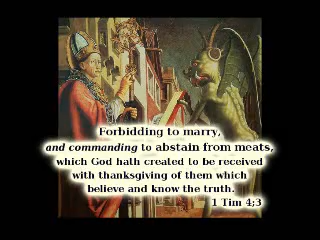 Forbidding to marry,
and commanding to abstain from meats,
which God hath created to be received
with thanksgiving of them which
believe and know the truth.
1 Tim 4;3